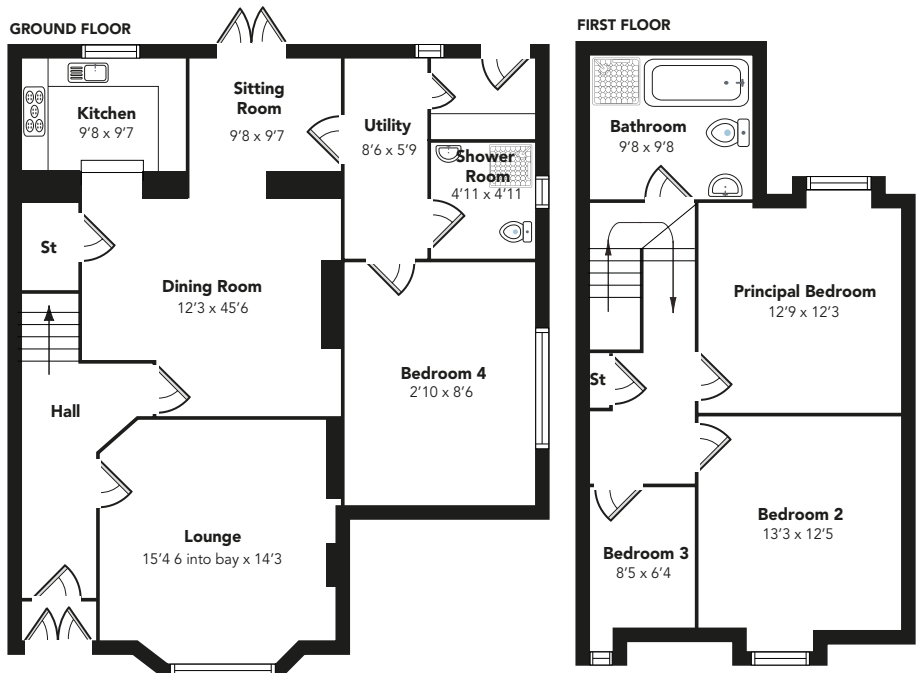 GROUND FLOOR
Kitchen
9'8 x 9'7
Sitting
Room
9'8 x 9'7
Utility
8'6 x 5'9
Shower
Room
4'11 x 4'11
St
Dining Room
12'3 x 45'6
Bedroom 4
2'10 x 8'6
Hall
Lounge
15'4 6 into bay x 14'3
FIRST FLOOR
Bathroom
9'8 x 9'8
Principal Bedroom
12'9 x 12'3
St
Bedroom 2
13'3 x 12'5
Bedroom 3
8'5 x 6'4